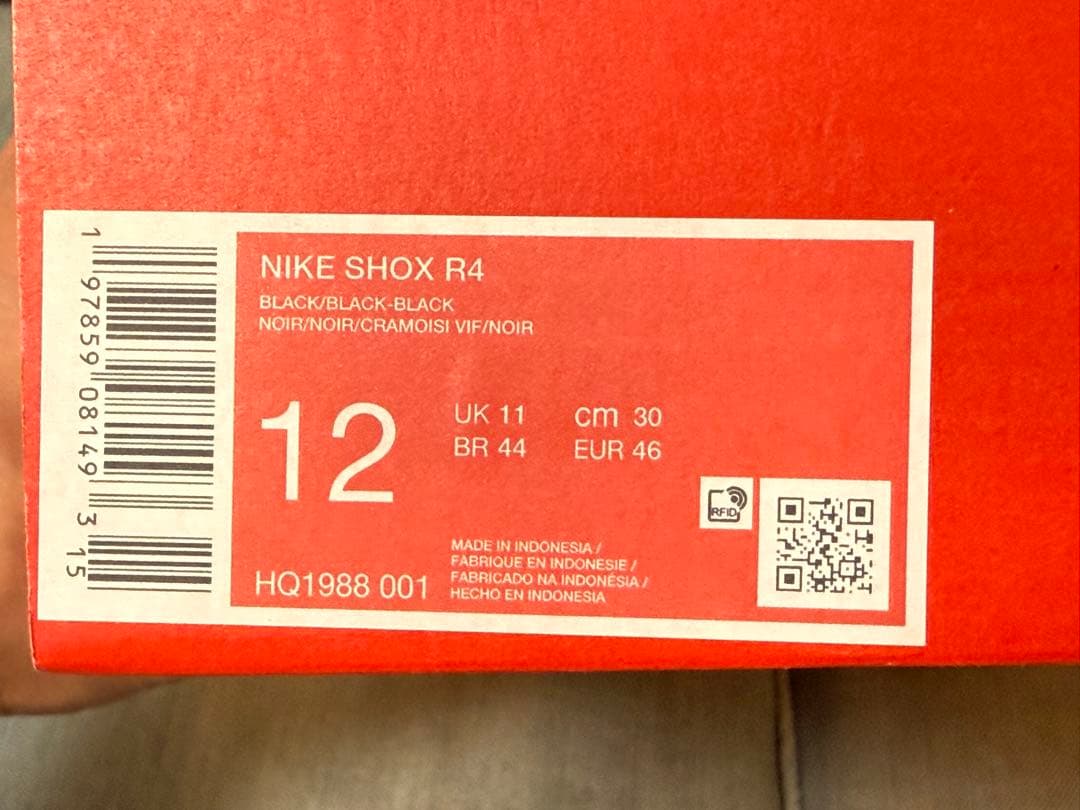 NIKE SHOX R4
BLACK/BLACK-BLACK
NOIR/NOIR/CRAMOISI VIF/NOIR
12
UK 11 cm 30
BR 44 EUR 46
RFID
MADE IN INDONESIA /
FABRIQUE EN INDONESIE /
FABRICADO NA INDONÉSIA /
HECHO EN INDONESIA
HQ1988 001
1 97859 08149 3 15